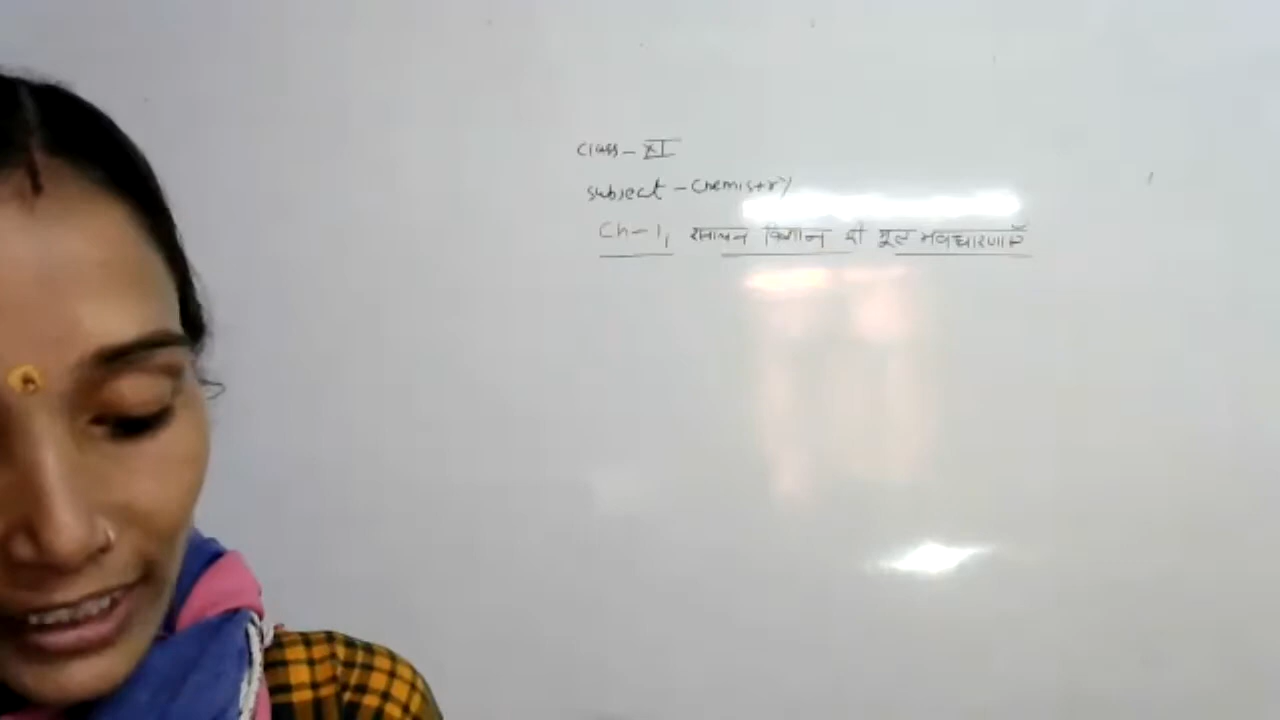 Class - XI
Subject - Chemistry
Ch-1, रसायन विज्ञान की मूल अवधारणाएँ